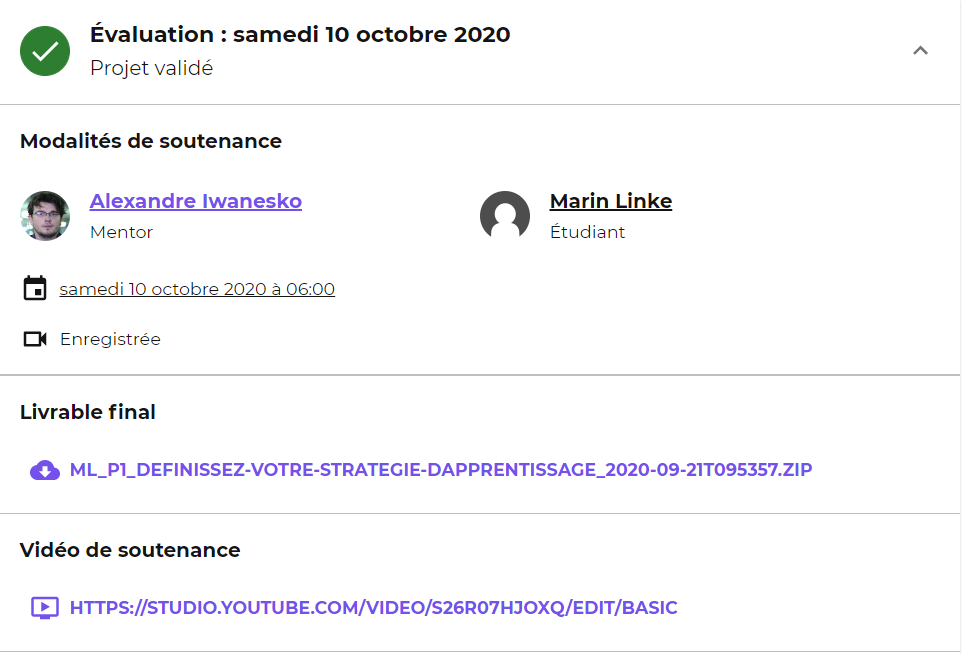 Évaluation : samedi 10 octobre 2020
Projet validé
Modalités de soutenance
Alexandre Iwanesko
Mentor
Marin Linke
Étudiant
samedi 10 octobre 2020 à 06:00
Enregistrée
Livrable final
ML_P1_DEFINISSEZ-VOTRE-STRATEGIE-DAPPRENTISSAGE_2020-09-21T095357.ZIP
Vidéo de soutenance
HTTPS://STUDIO.YOUTUBE.COM/VIDEO/S26R07HJOXQ/EDIT/BASIC